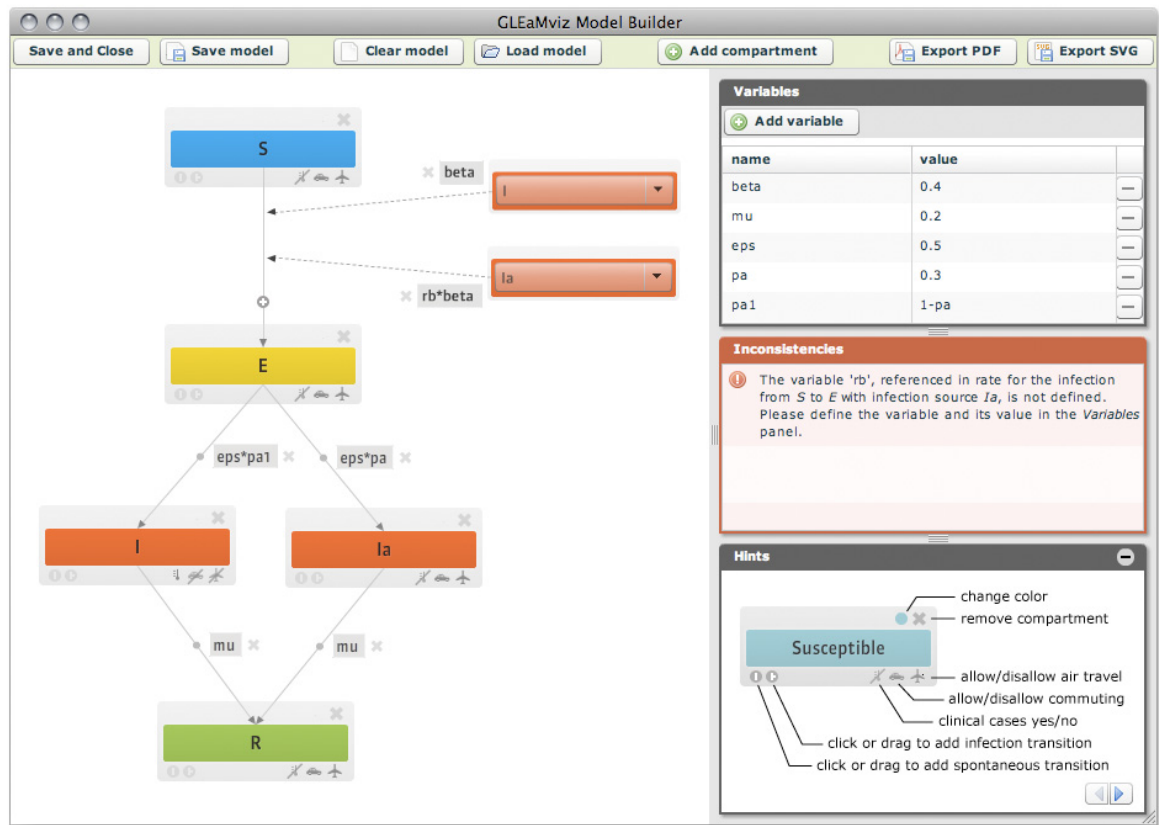 GLEaMviz Model Builder
Save and Close
Save model
Clear model
Load model
Add compartment
Export PDF
SVG
Export SVG
S
beta
I
Ia
rb*beta
E
eps*pa1
eps*pa
I
Ia
mu
mu
R
Variables
Add variable
name value
beta 0.4
mu 0.2
eps 0.5
pa 0.3
pa1 1-pa
Inconsistencies
The variable 'rb', referenced in rate for the infection
from S to E with infection source Ia, is not defined.
Please define the variable and its value in the Variables
panel.
Hints
change color
remove compartment
Susceptible
allow/disallow air travel
allow/disallow commuting
clinical cases yes/no
click or drag to add infection transition
click or drag to add spontaneous transition